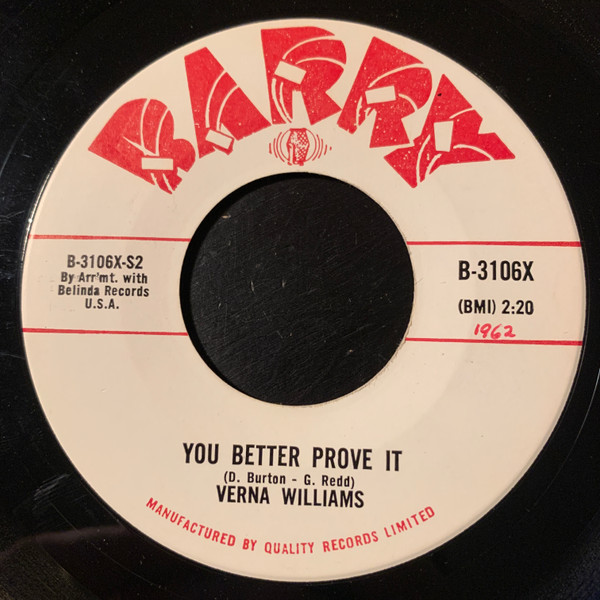 BARRY
B-3106X-S2
By Arr'mt. with
Belinda Records
U.S.A.
B-3106X
(BMI) 2:20
1962
YOU BETTER PROVE IT
(D. Burton - G. Redd)
VERNA WILLIAMS
MANUFACTURED BY QUALITY RECORDS LIMITED